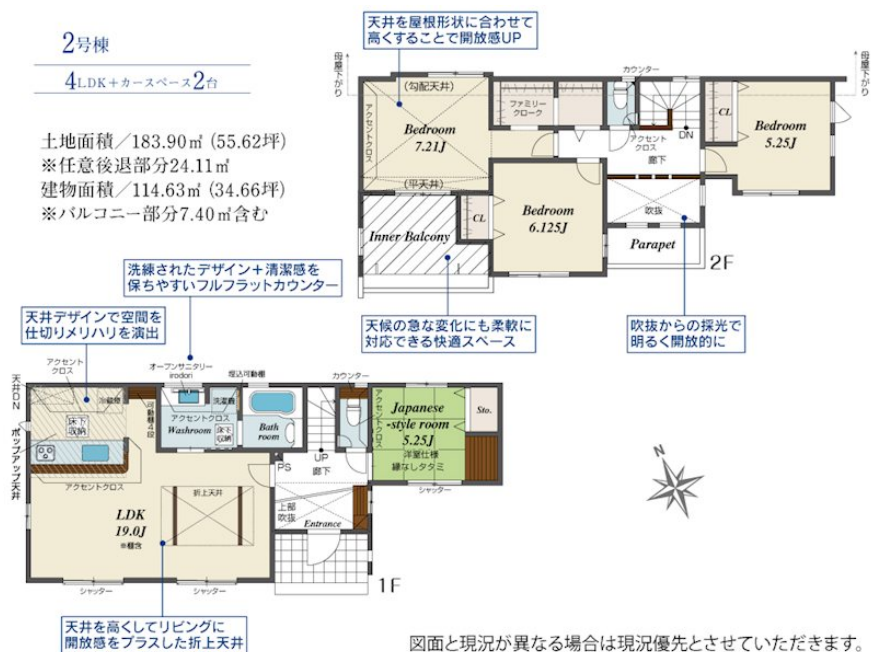 2号棟
4LDK+カースペース2台
土地面積／183.90㎡ (55.62坪)
※任意後退部分24.11㎡
建物面積／114.63㎡ (34.66坪)
※バルコニー部分7.40㎡含む
天井を屋根形状に合わせて
高くすることで開放感UP
母屋下がり
(勾配天井)
アクセントクロス
Bedroom
7.21J
(平天井)
ファミリー
クローク
カウンター
アクセント
クロス
廊下
DN
CL
Bedroom
5.25J
母屋下がり
CL
Bedroom
6.125J
吹抜
Inner Balcony
Parapet
2F
天候の急な変化にも柔軟に
対応できる快適スペース
吹抜からの採光で
明るく開放的に
洗練されたデザイン+清潔感を
保ちやすいフルフラットカウンター
天井デザインで空間を
仕切りメリハリを演出
アクセント
クロス
オープンサニタリー
irodori
埋込可動棚
カウンター
天井DN
ポップアップ天井
冷蔵庫
床下
収納
可動棚4段
アクセントクロス
洗濯機
アクセントクロス
Washroom
床下
収納
Bath
room
UP
廊下
PS
上部
吹抜
Entrance
アクセントクロス
Japanese
-style room
5.25J
洋室仕様
縁なしタタミ
Sto.
シャッター
折上天井
LDK
19.0J
※棚含
シャッター
シャッター
1F
N
天井を高くしてリビングに
開放感をプラスした折上天井
図面と現況が異なる場合は現況優先とさせていただきます。